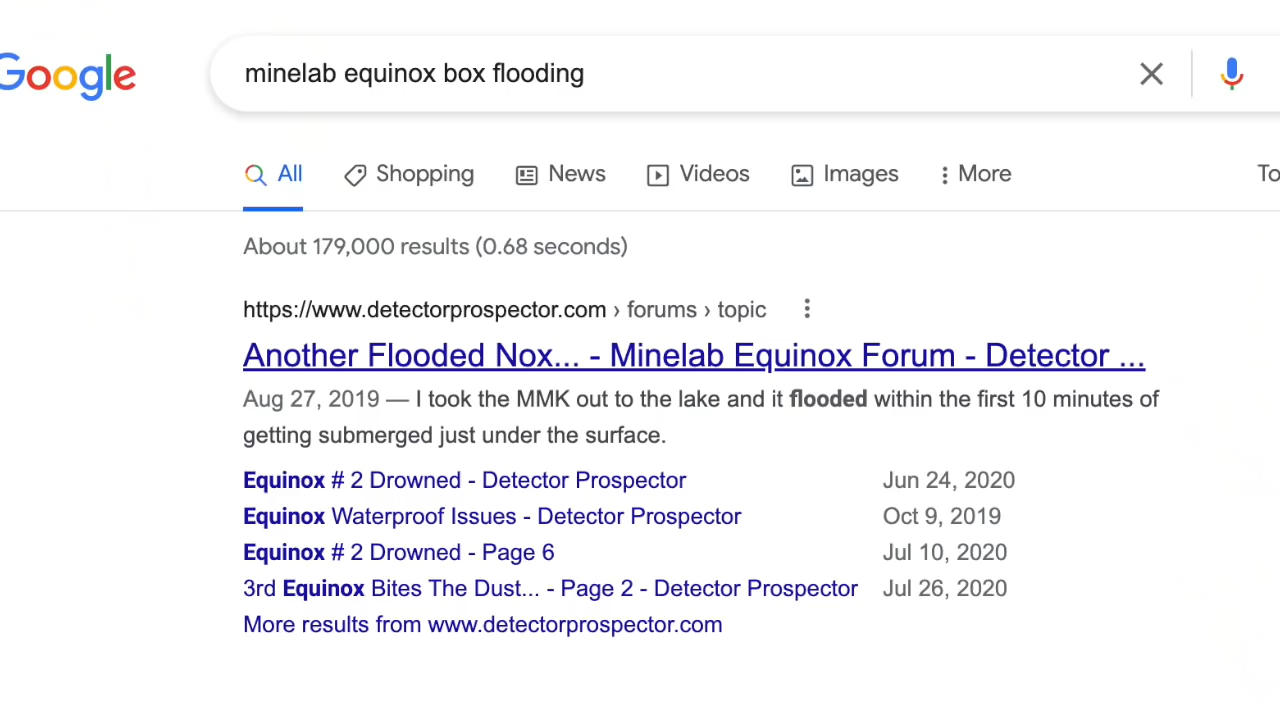 Google
minelab equinox box flooding
All Shopping News Videos Images More To
About 179,000 results (0.68 seconds)
https://www.detectorprospector.com › forums › topic
Another Flooded Nox... - Minelab Equinox Forum - Detector ...
Aug 27, 2019 — I took the MMK out to the lake and it flooded within the first 10 minutes of
getting submerged just under the surface.
Equinox # 2 Drowned - Detector Prospector Jun 24, 2020
Equinox Waterproof Issues - Detector Prospector Oct 9, 2019
Equinox # 2 Drowned - Page 6 Jul 10, 2020
3rd Equinox Bites The Dust... - Page 2 - Detector Prospector Jul 26, 2020
More results from www.detectorprospector.com